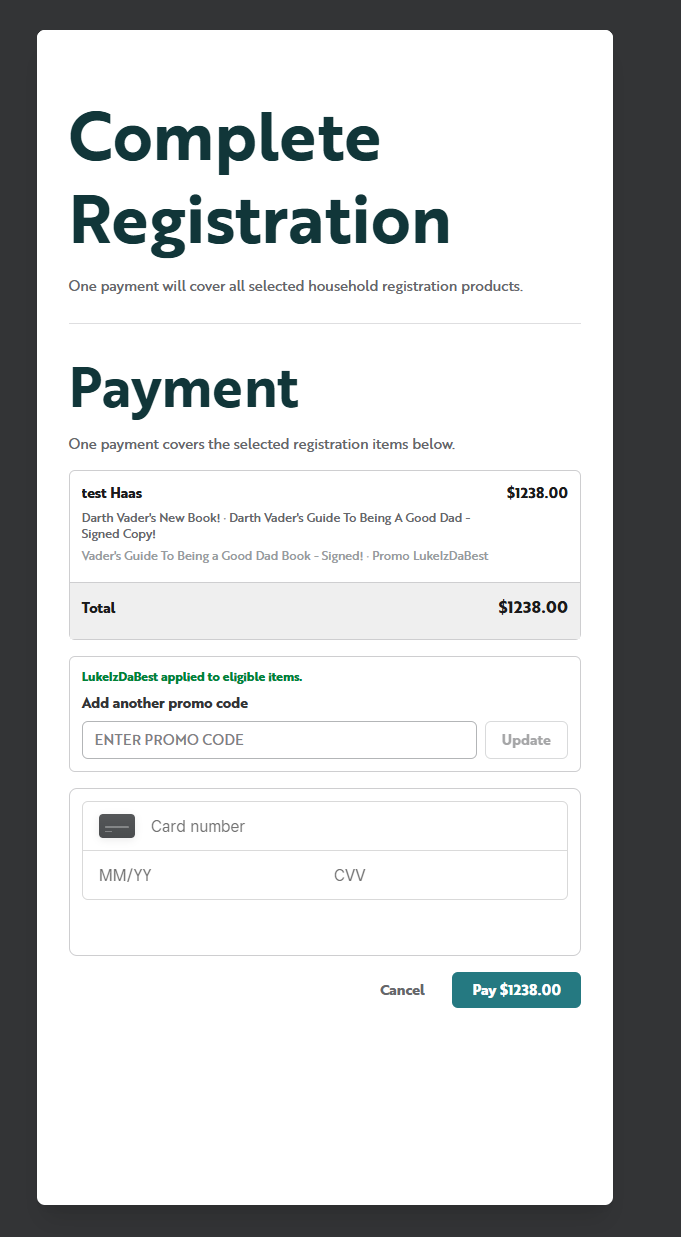 Complete
Registration
One payment will cover all selected household registration products.
Payment
One payment covers the selected registration items below.
test Haas $1238.00
Darth Vader's New Book! · Darth Vader's Guide To Being A Good Dad -
Signed Copy!
Vader's Guide To Being a Good Dad Book - Signed! · Promo LukeIzDaBest
Total $1238.00
LukeIzDaBest applied to eligible items.
Add another promo code
ENTER PROMO CODE Update
Card number
MM/YY CVV
Cancel Pay $1238.00